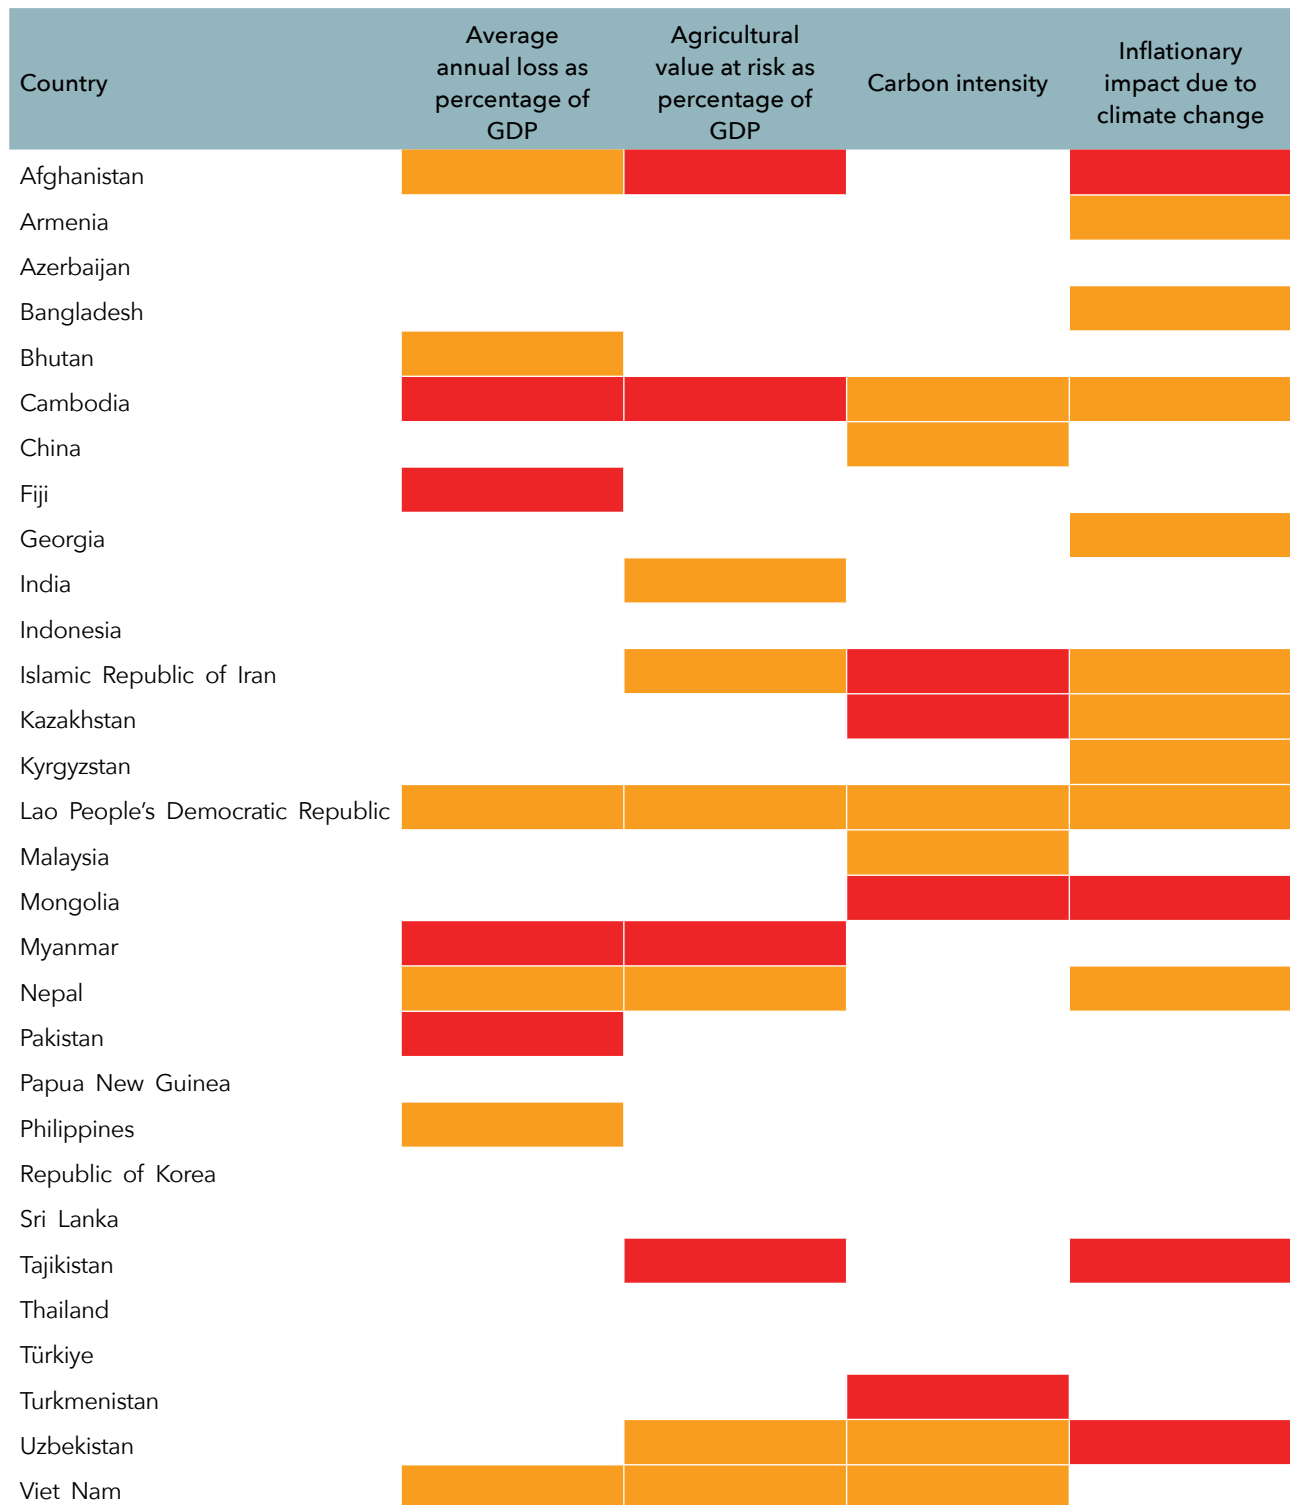 Country
Average
annual loss as
percentage of
GDP
Agricultural
value at risk as
percentage of
GDP
Carbon intensity
Inflationary
impact due to
climate change
Afghanistan
Armenia
Azerbaijan
Bangladesh
Bhutan
Cambodia
China
Fiji
Georgia
India
Indonesia
Islamic Republic of Iran
Kazakhstan
Kyrgyzstan
Lao People’s Democratic Republic
Malaysia
Mongolia
Myanmar
Nepal
Pakistan
Papua New Guinea
Philippines
Republic of Korea
Sri Lanka
Tajikistan
Thailand
Türkiye
Turkmenistan
Uzbekistan
Viet Nam